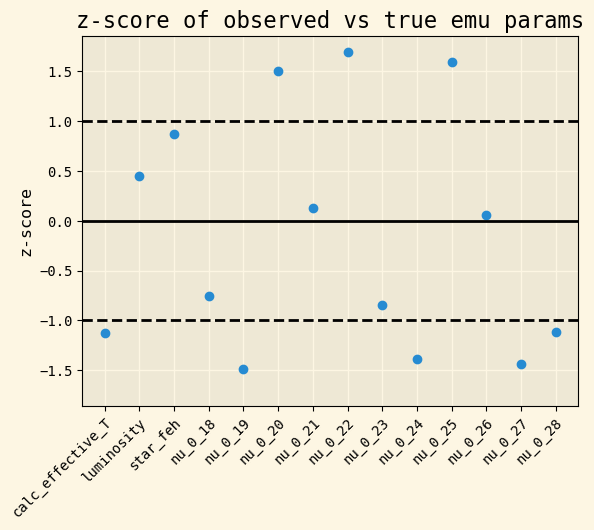 z-score of observed vs true emu params
z-score
1.5
1.0
0.5
0.0
−0.5
−1.0
−1.5
calc_effective_T
luminosity
star_feh
nu_0_18
nu_0_19
nu_0_20
nu_0_21
nu_0_22
nu_0_23
nu_0_24
nu_0_25
nu_0_26
nu_0_27
nu_0_28